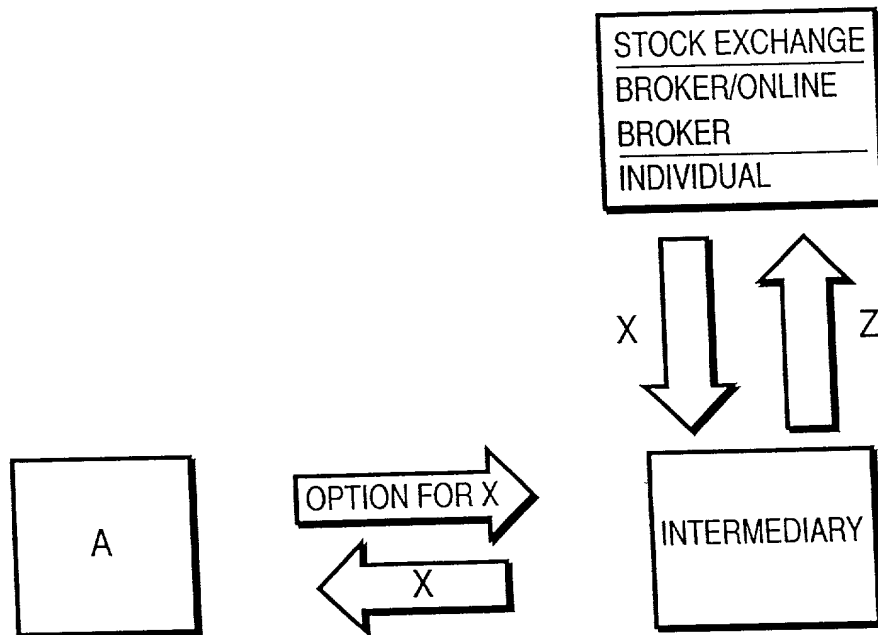 STOCK EXCHANGE
BROKER/ONLINE
BROKER
INDIVIDUAL
X
Z
A
OPTION FOR X
X
INTERMEDIARY